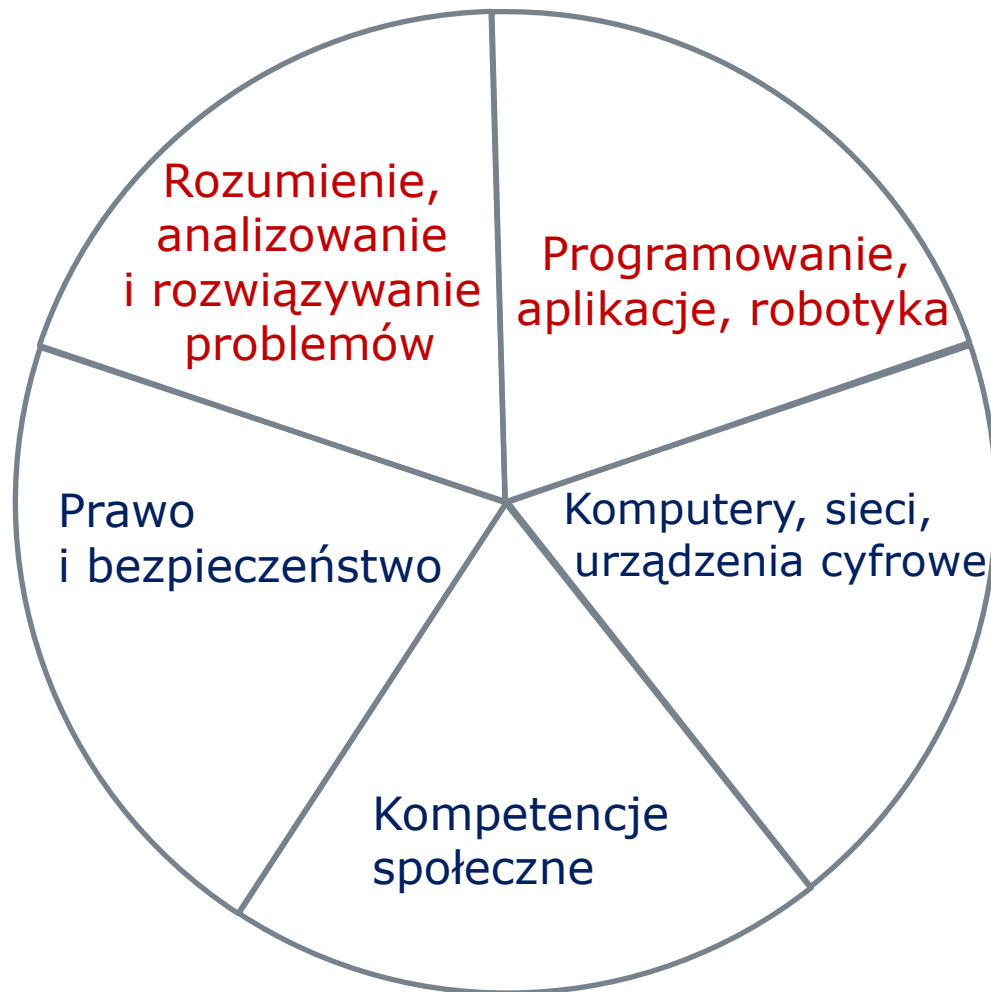 Rozumienie,
analizowanie
i rozwiązywanie
problemów
Programowanie,
aplikacje, robotyka
Prawo
i bezpieczeństwo
Komputery, sieci,
urządzenia cyfrowe
Kompetencje
społeczne